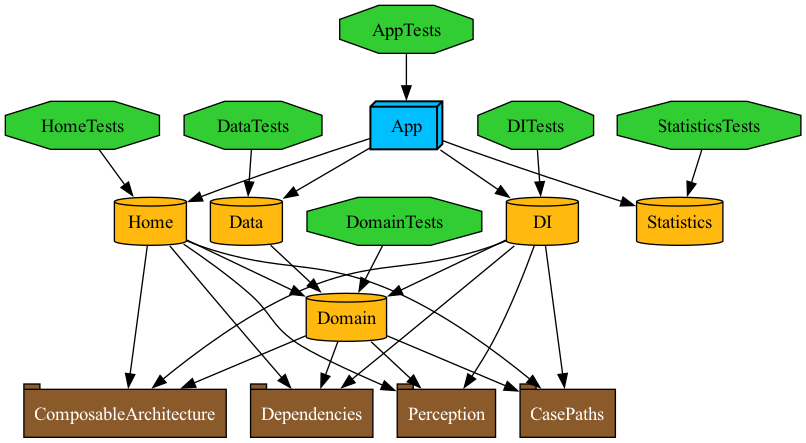 AppTests
HomeTests
DataTests
App
DITests
StatisticsTests
Home
Data
DomainTests
DI
Statistics
Domain
ComposableArchitecture
Dependencies
Perception
CasePaths